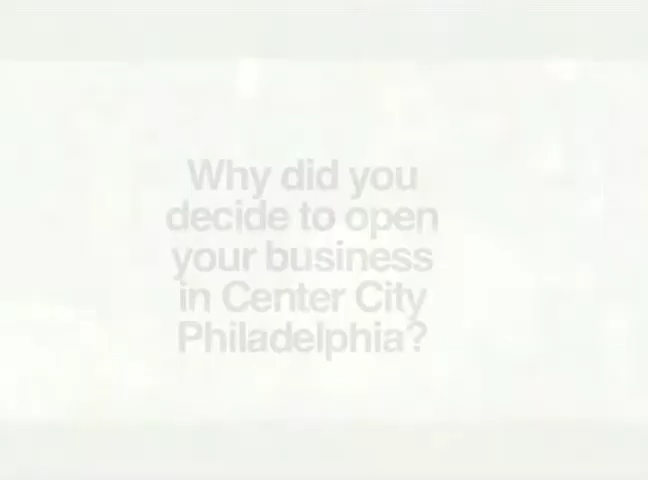 Why did you
decide to open
your business
in Center City
Philadelphia?